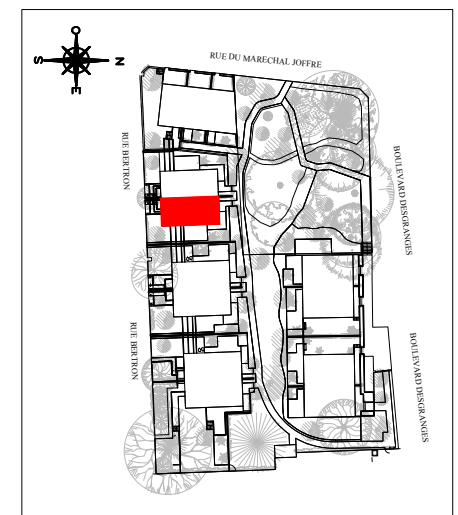 O
S
N
E
RUE DU MARECHAL JOFFRE
RUE BERTRON
BOULEVARD DESGRANGES
RUE BERTRON
BOULEVARD DESGRANGES